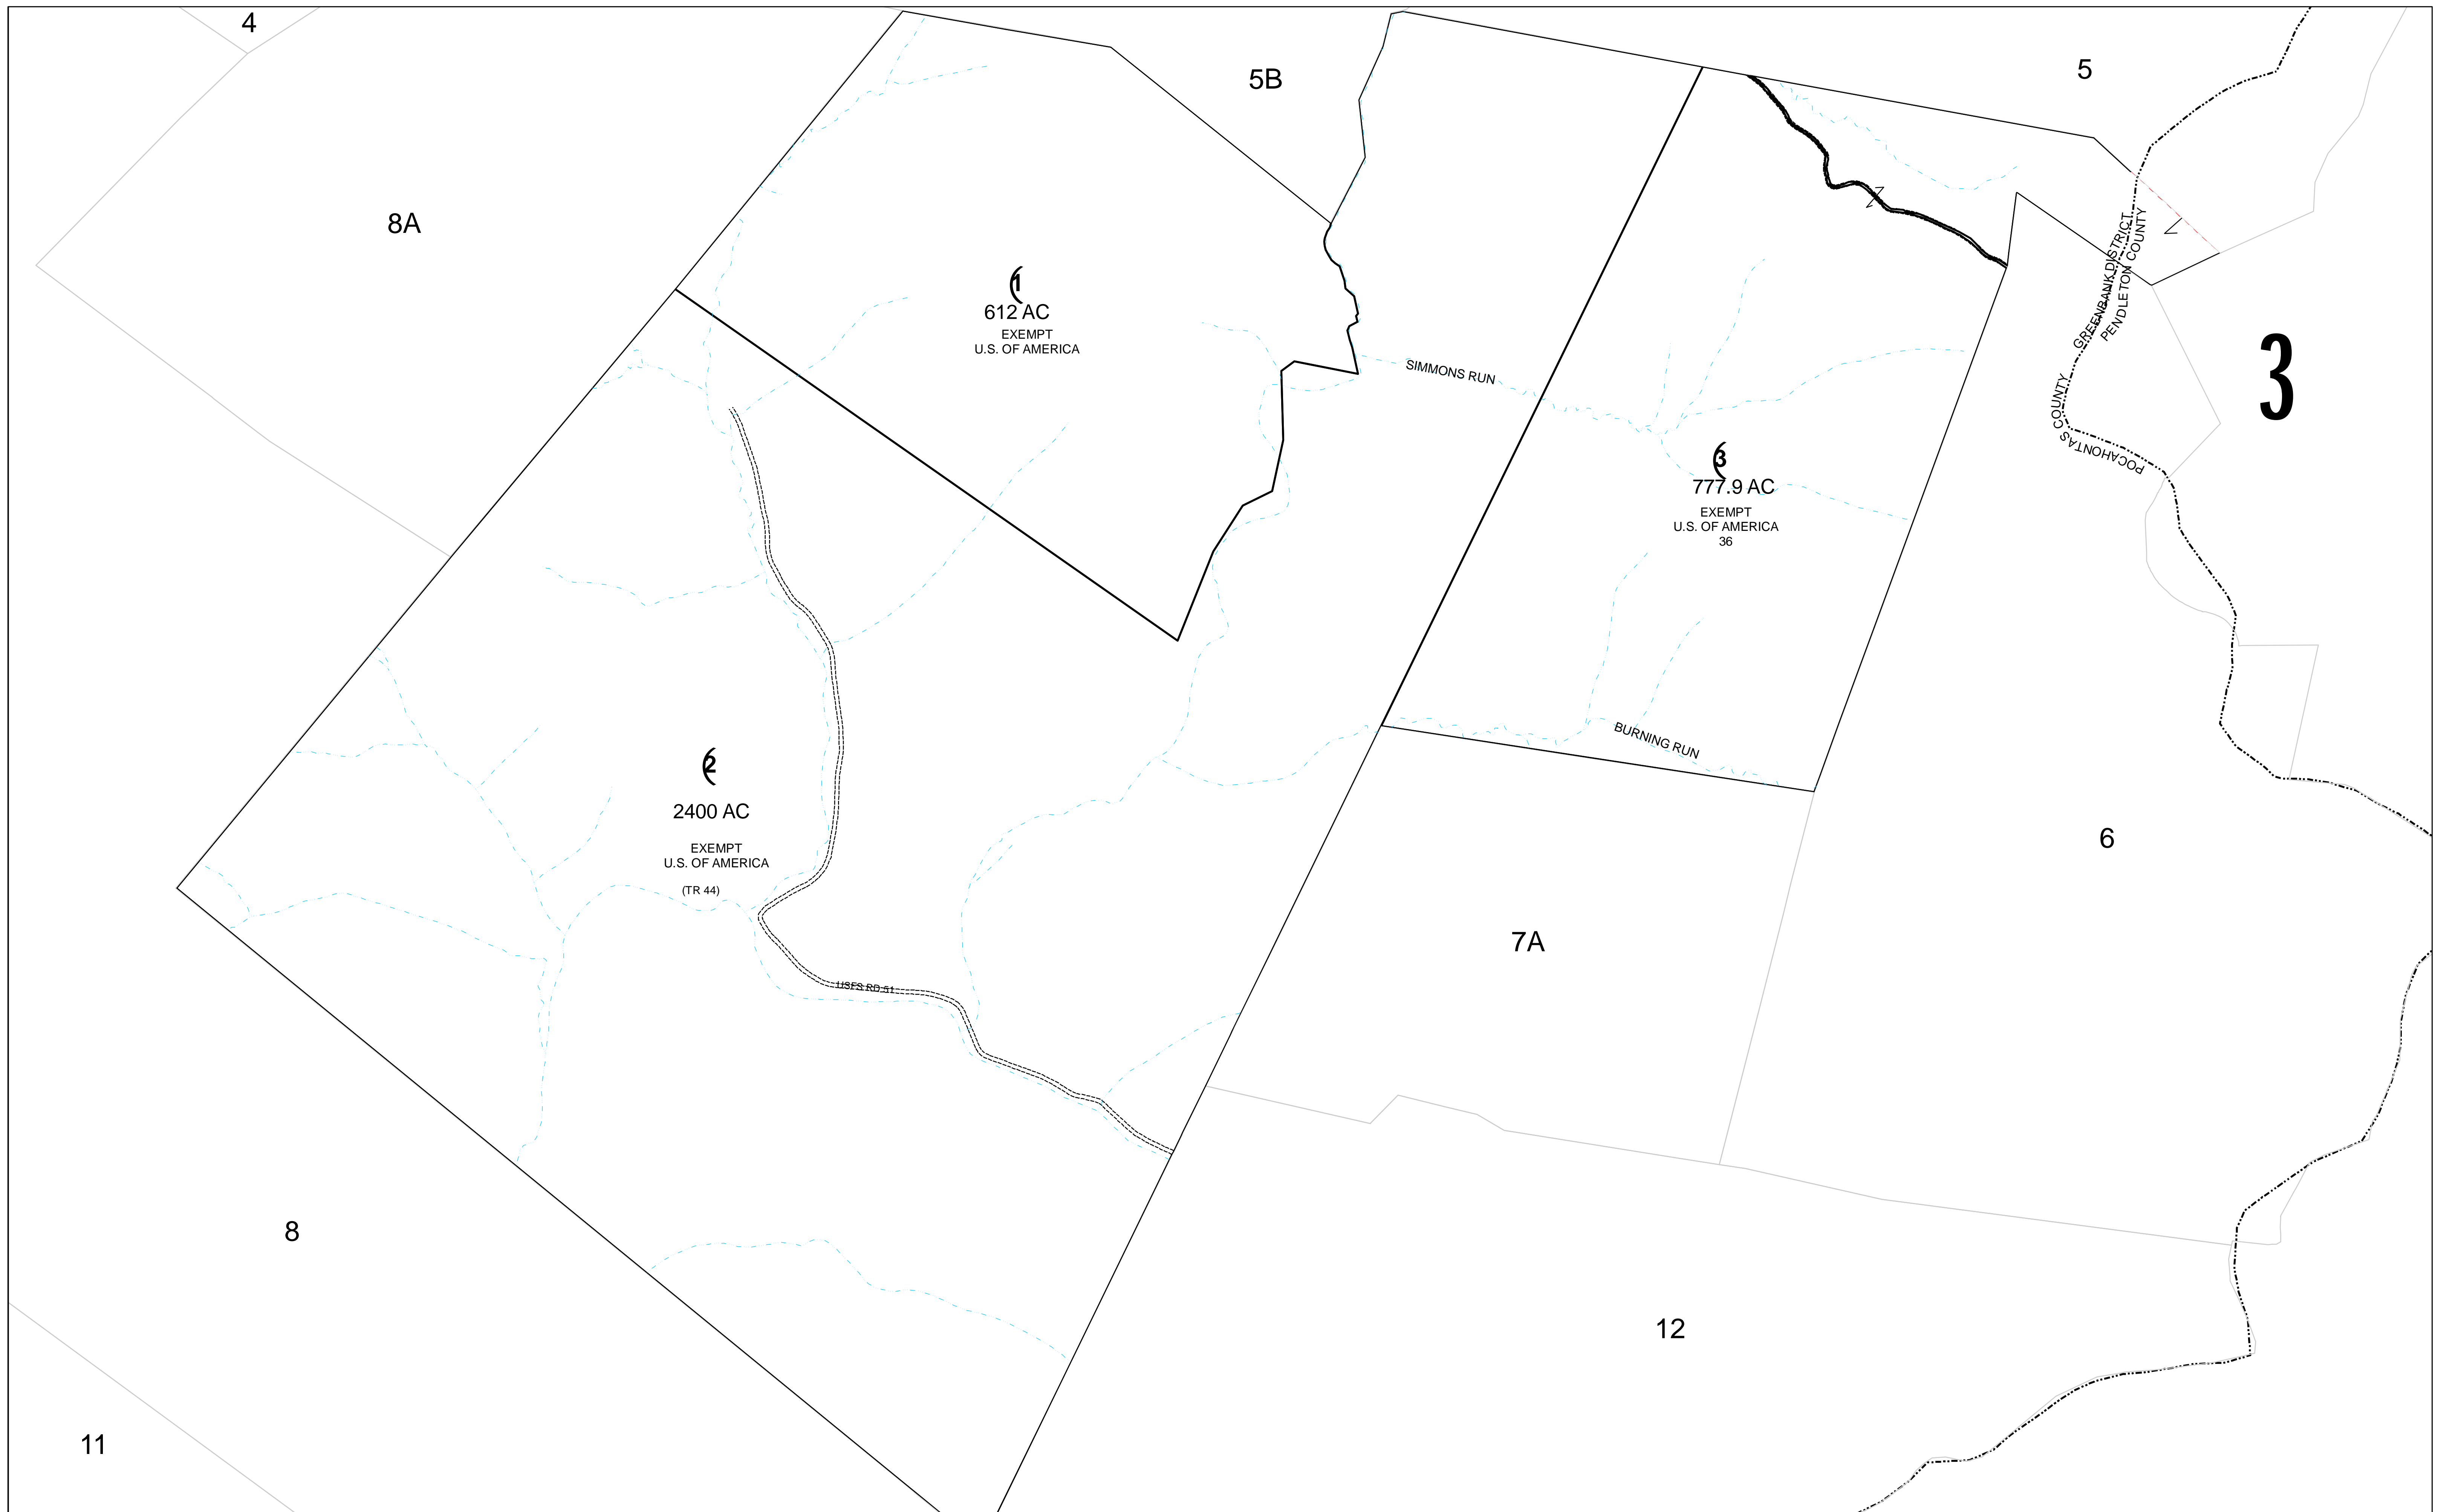 4
5B
5
8A
1
612 AC
EXEMPT
U.S. OF AMERICA
GREENBANK DISTRICT
PENDLETON COUNTY
3
SIMMONS RUN
POCAHONTAS COUNTY
3
777.9 AC
EXEMPT
U.S. OF AMERICA
36
BURNING RUN
2
2400 AC
EXEMPT
U.S. OF AMERICA
(TR 44)
6
7A
USFS RD 51
8
12
11